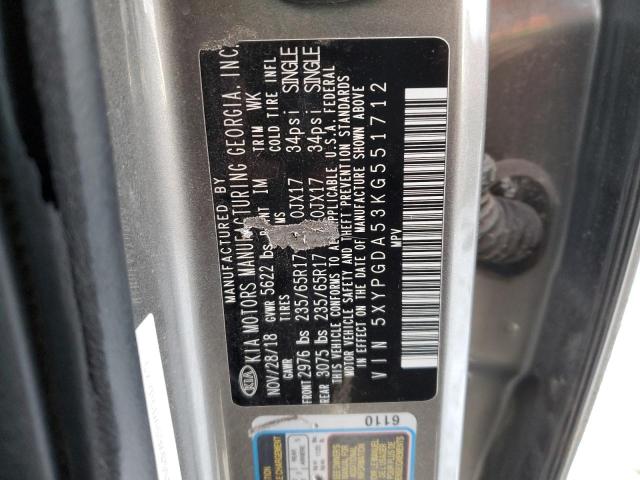 KIA
MANUFACTURED BY
KIA MOTORS MANUFACTURING GEORGIA, INC.
NOV/28/18 GVWR 5622 lbs PAINT IM TRIM WK
GAWR TIRES RIMS COLD TIRE INFL
FRONT 2976 lbs 235/65R17 7.0JX17 34psi SINGLE
REAR 3075 lbs 235/65R17 7.0JX17 34psi SINGLE
THIS VEHICLE CONFORMS TO ALL APPLICABLE U.S.A. FEDERAL
MOTOR VEHICLE SAFETY AND THEFT PREVENTION STANDARDS
IN EFFECT ON THE DATE OF MANUFACTURE SHOWN ABOVE
VIN 5XYPGDA53KG551712
MPV
6110